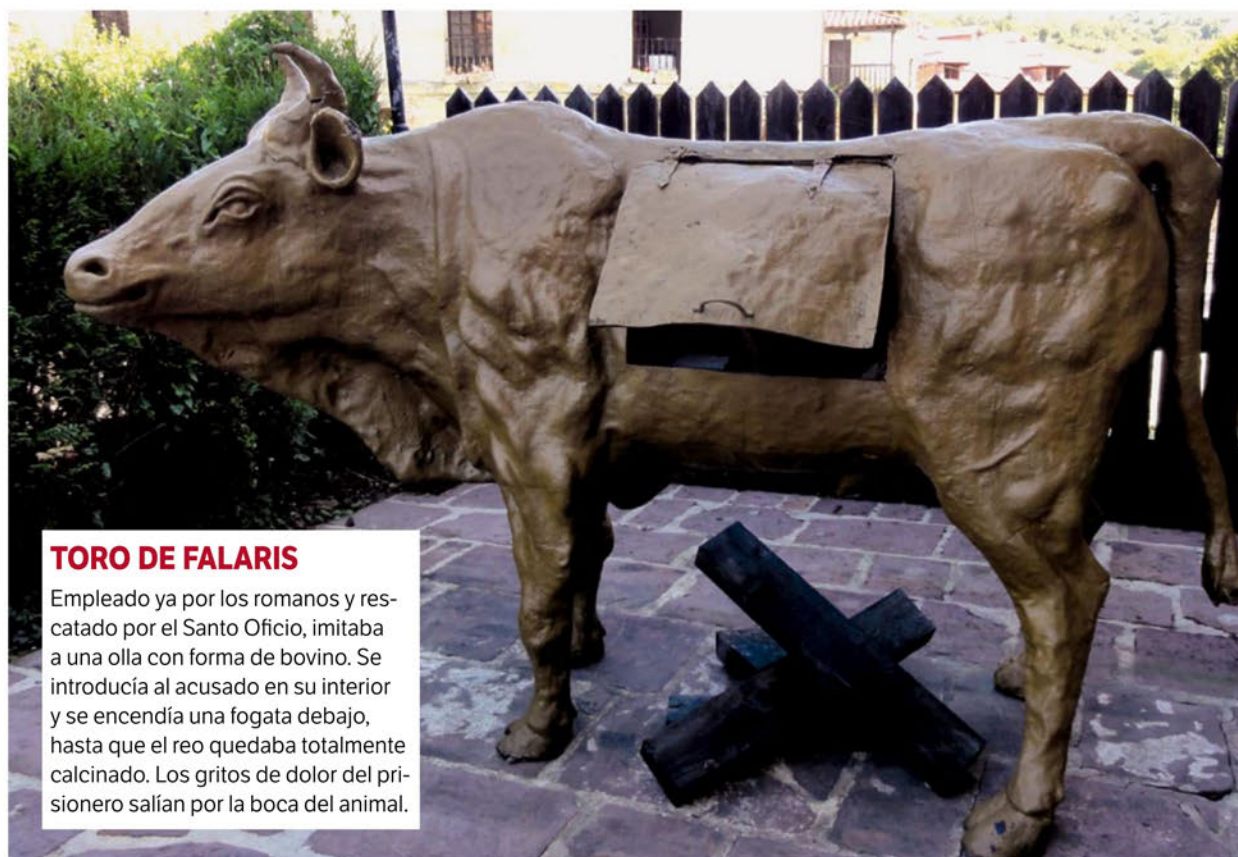 TORO DE FALARIS
Empleado ya por los romanos y res-
catado por el Santo Oficio, imitaba
a una olla con forma de bovino. Se
introducía al acusado en su interior
y se encendía una fogata debajo,
hasta que el reo quedaba totalmente
calcinado. Los gritos de dolor del pri-
sionero salían por la boca del animal.